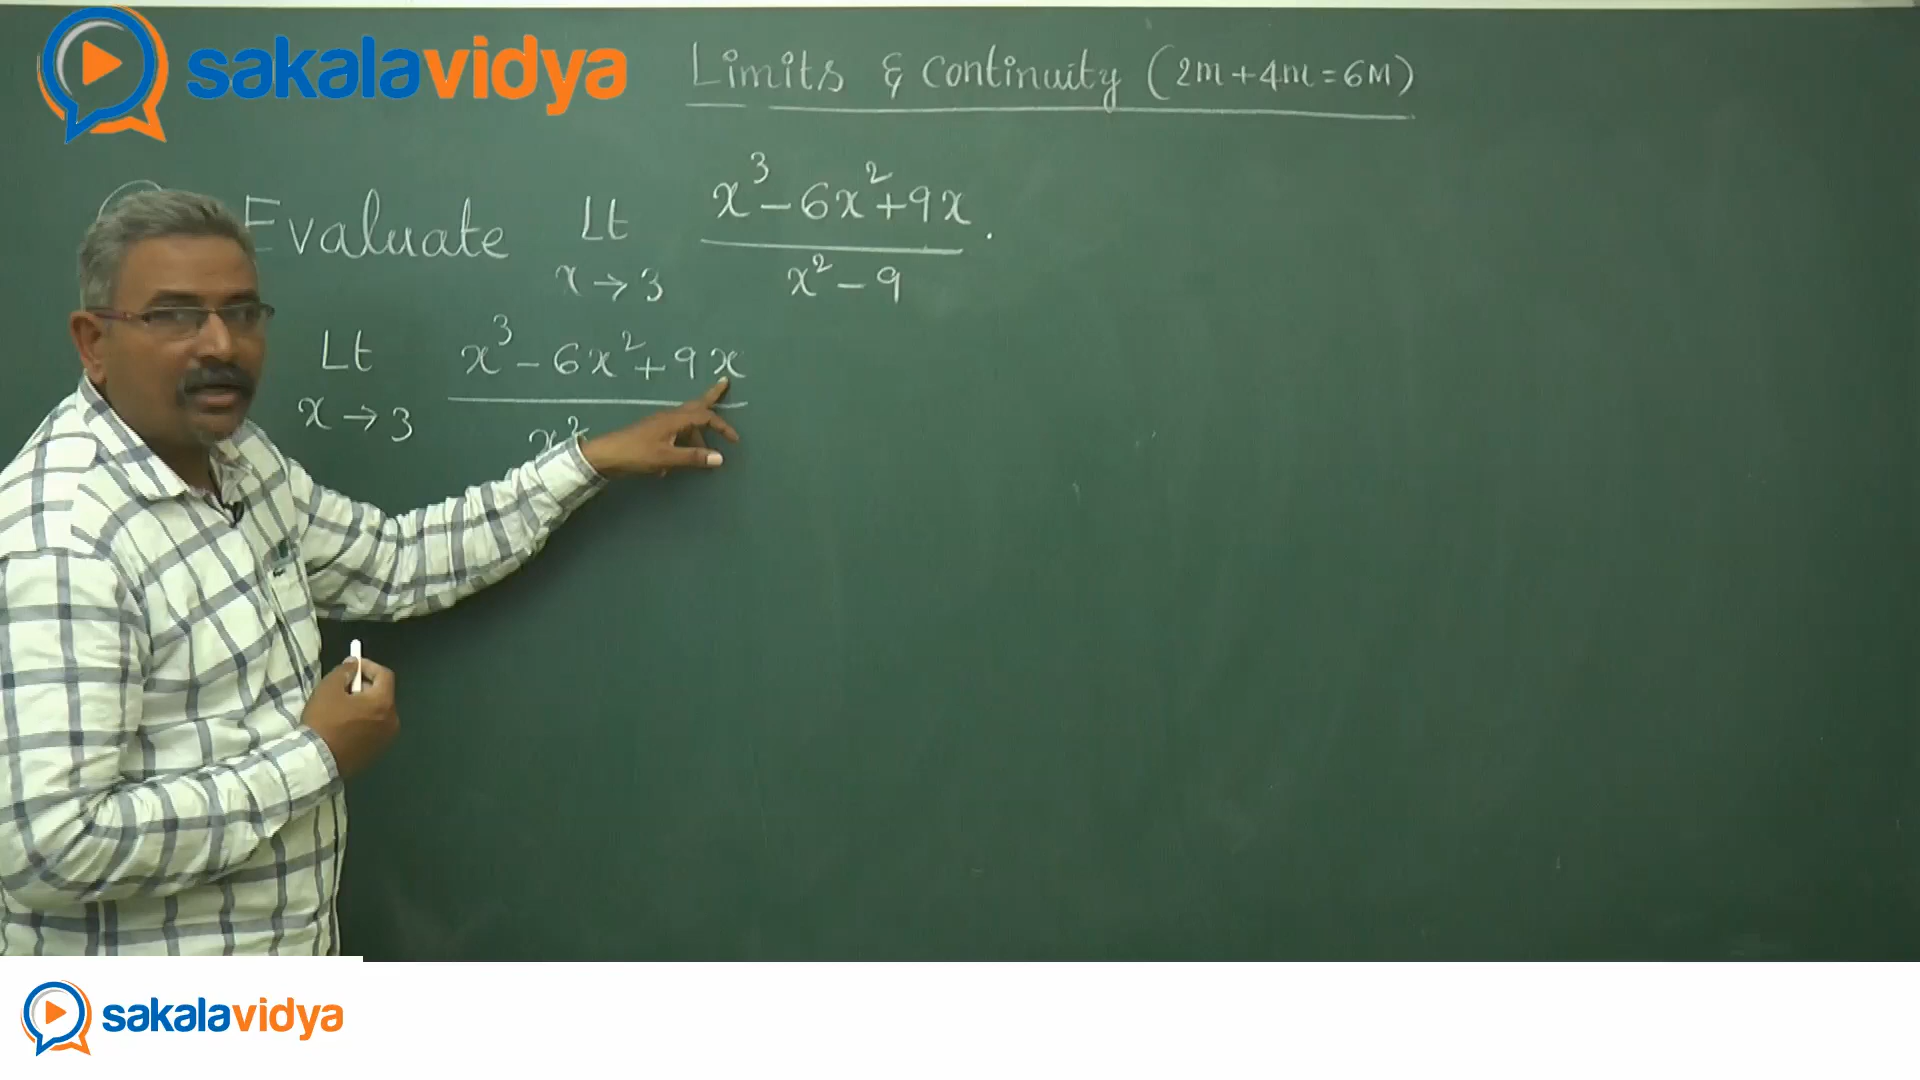 sakalavidya
Limits & Continuity (2m+4m=6M)
Evaluate Lt x→3 x³-6x²+9x / x²-9 .
Lt x→3 x³-6x²+9x / x²
sakalavidya